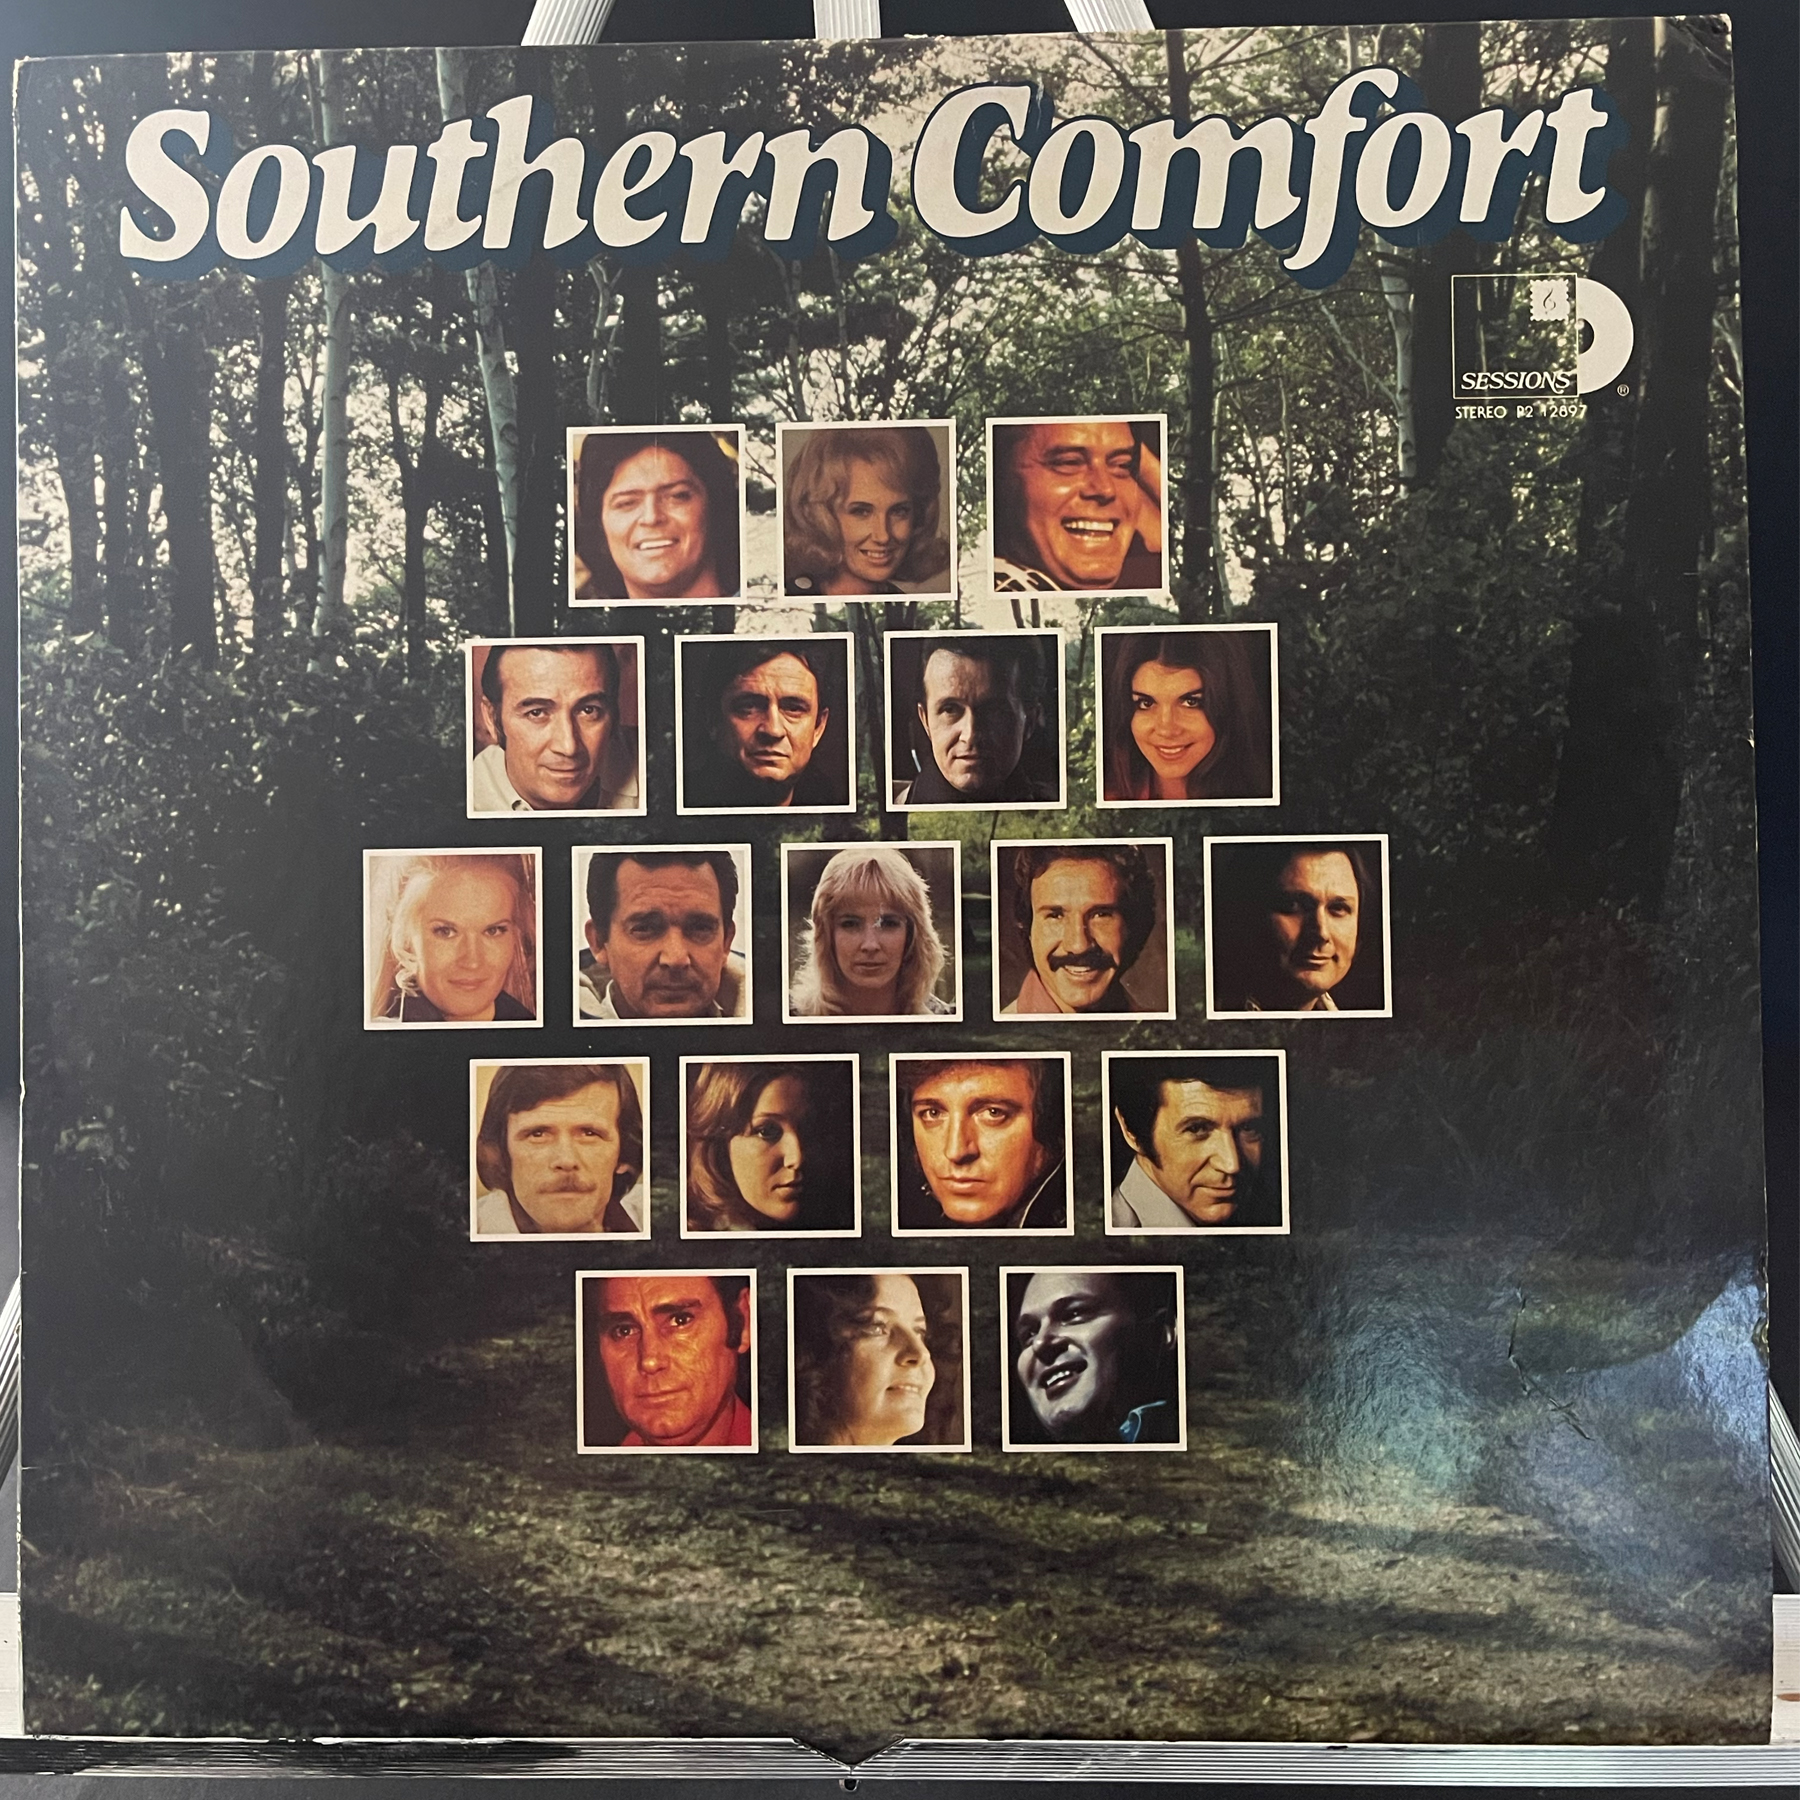 Southern Comfort
SESSIONS
®
STEREO P2 12897